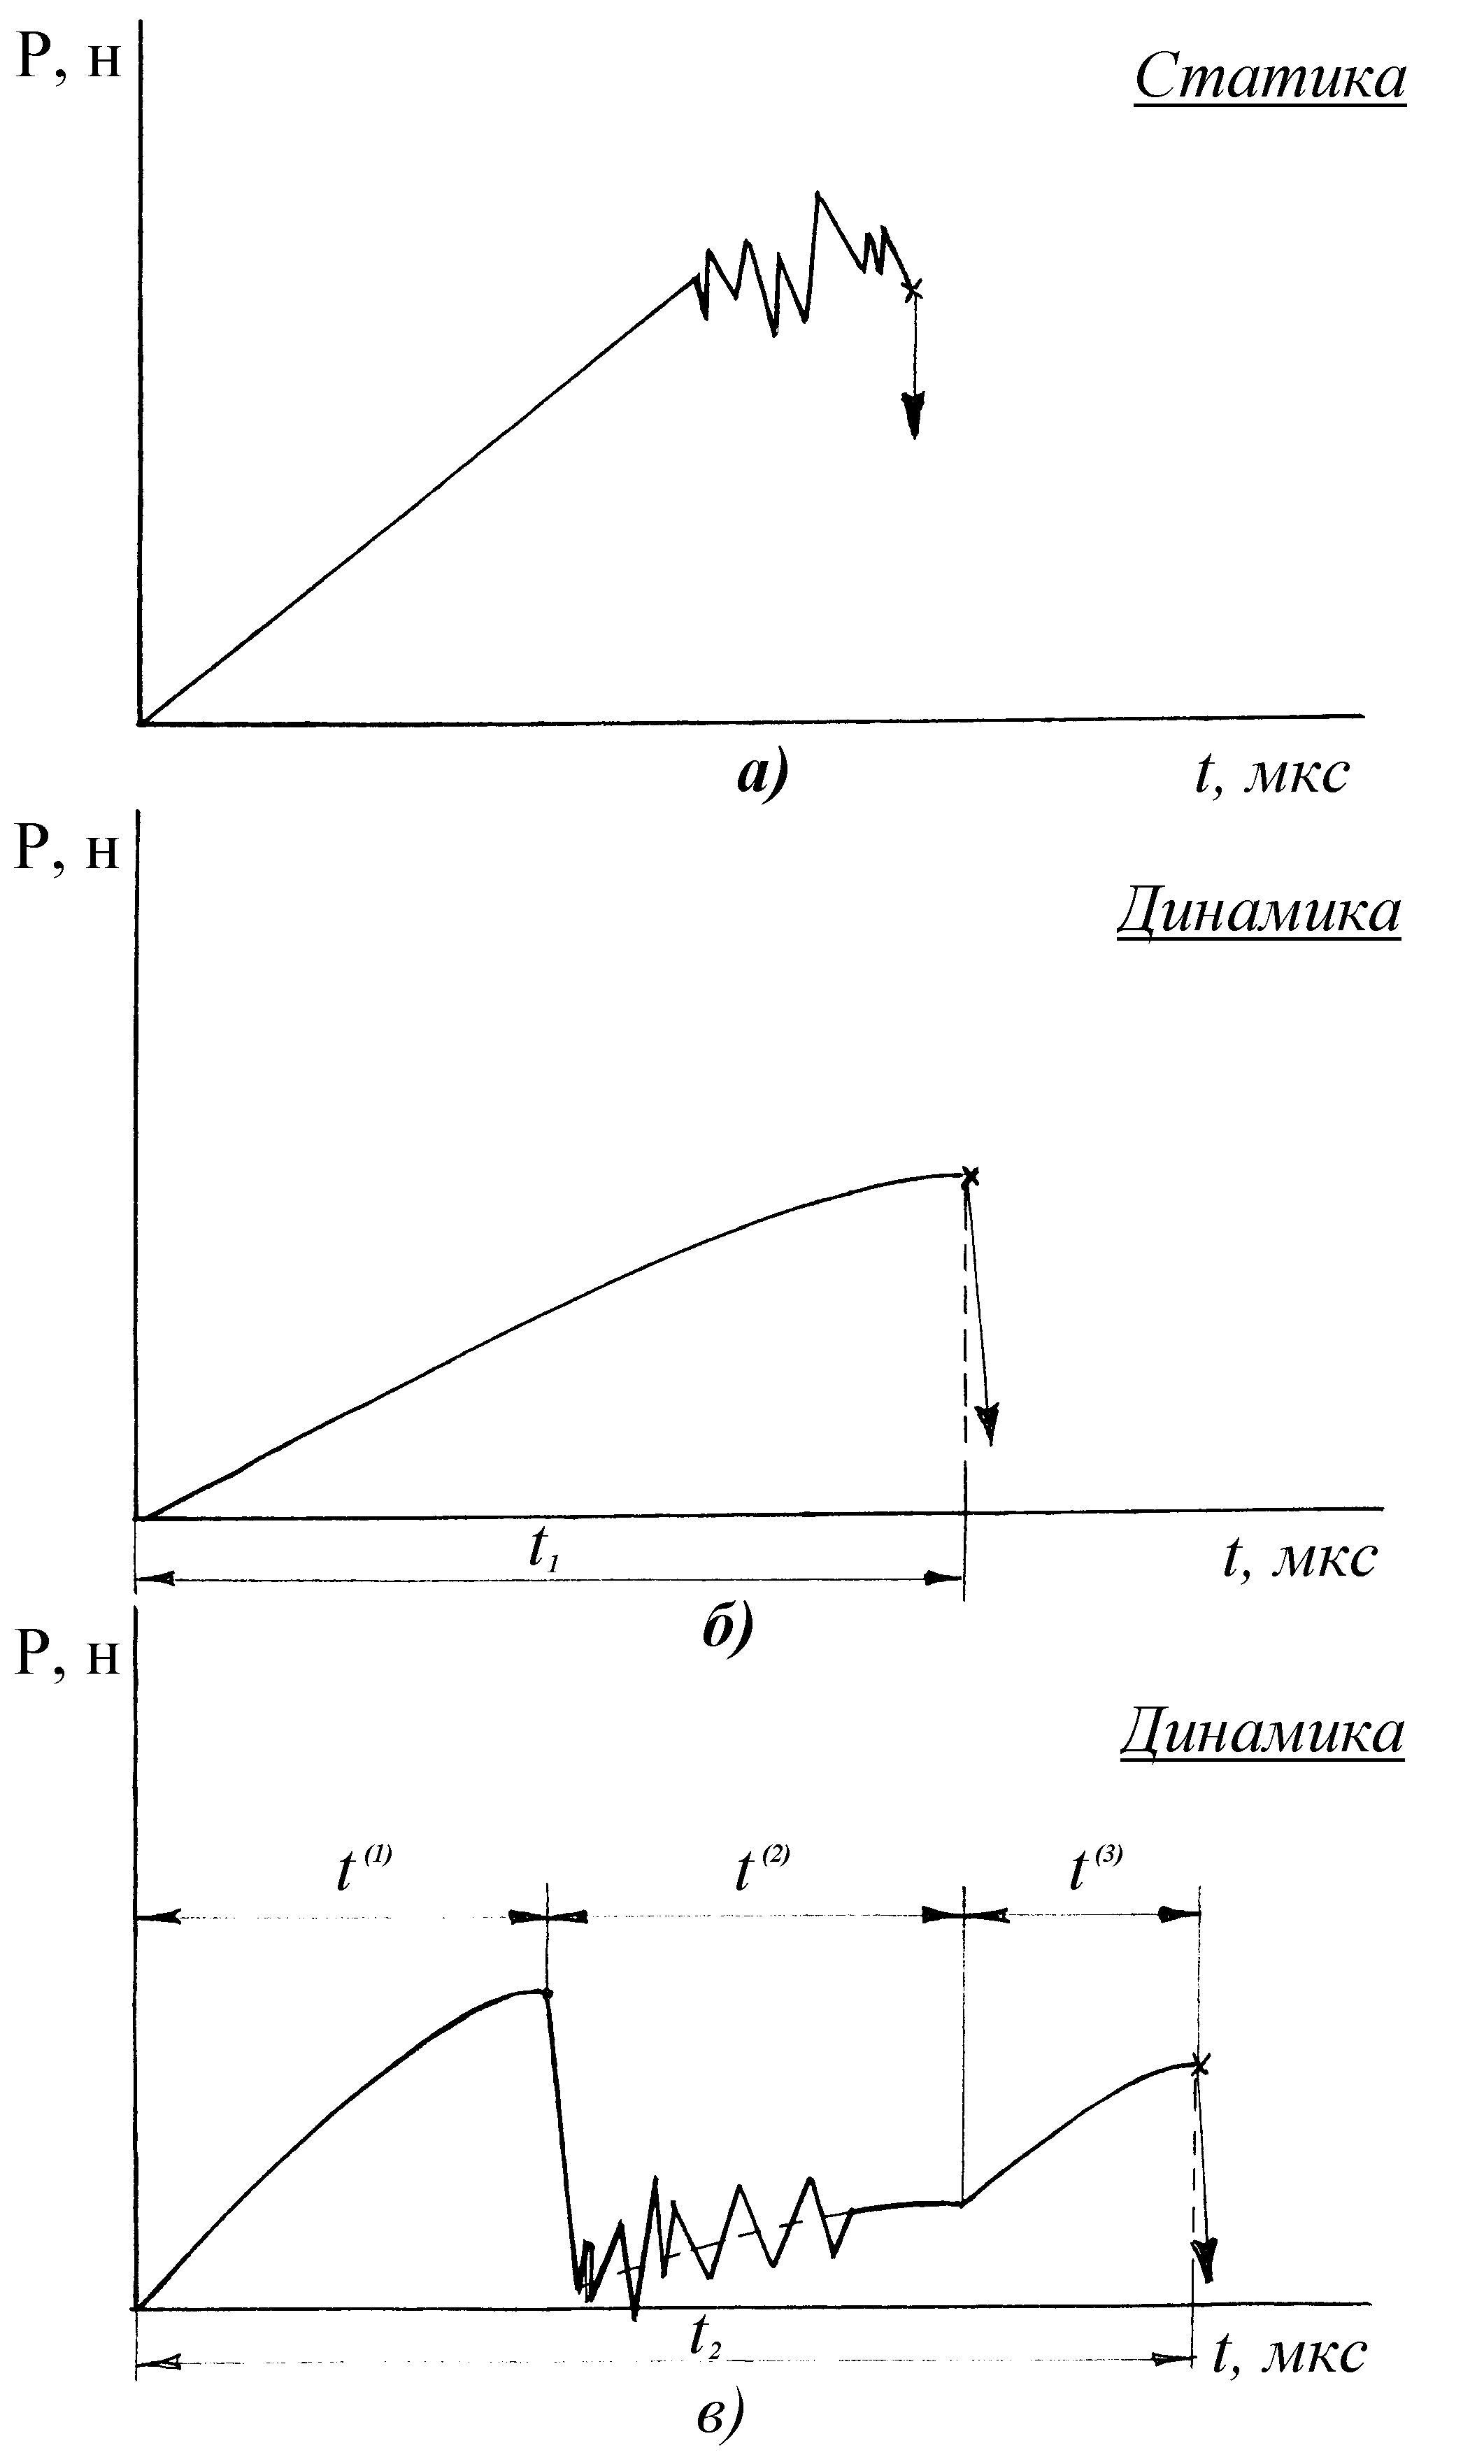 Р, н
Статика
а)
t, мкс
Р, н
Динамика
t₁
t, мкс
б)
Р, н
Динамика
t⁽¹⁾ t⁽²⁾ t⁽³⁾
t₂
t, мкс
в)